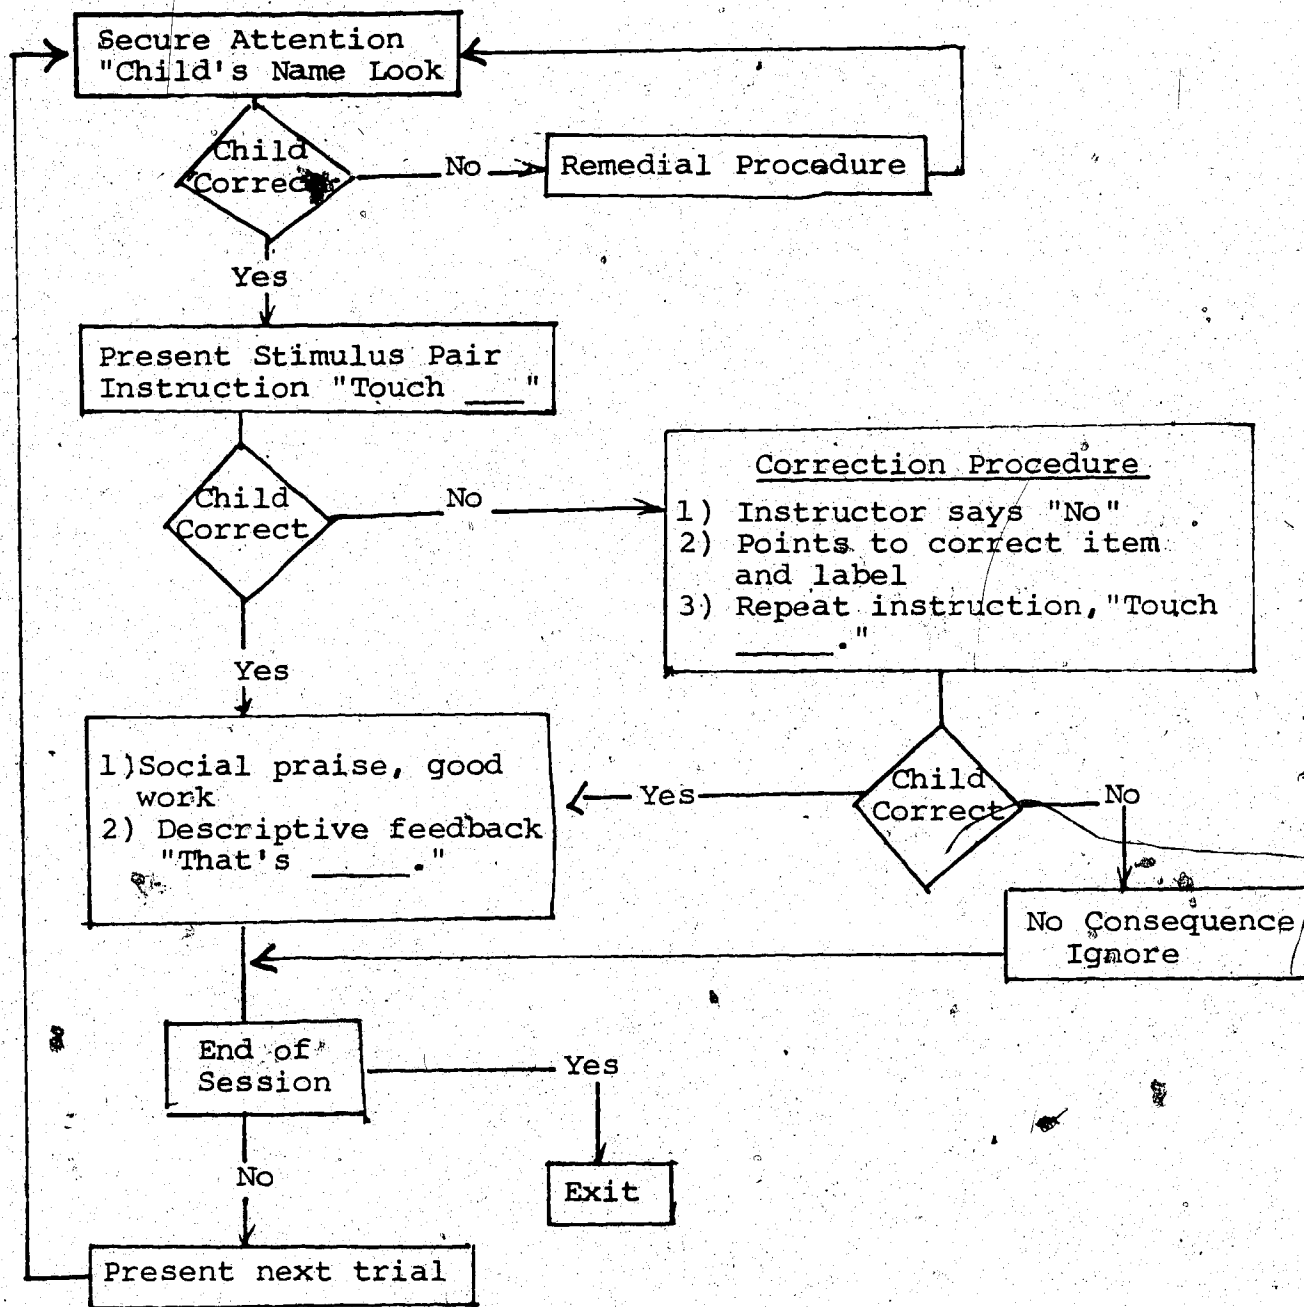 Secure Attention
"Child's Name Look
Child
Correct
No
Remedial Procedure
Yes
Present Stimulus Pair
Instruction "Touch ____"
Child
Correct
No
Correction Procedure
1) Instructor says "No"
2) Points to correct item
and label
3) Repeat instruction,"Touch
_____."
Yes
1)Social praise, good
work
2) Descriptive feedback
"That's _____."
Child
Correct
Yes
No
No Consequence
Ignore
End of
Session
Yes
No
Exit
Present next trial